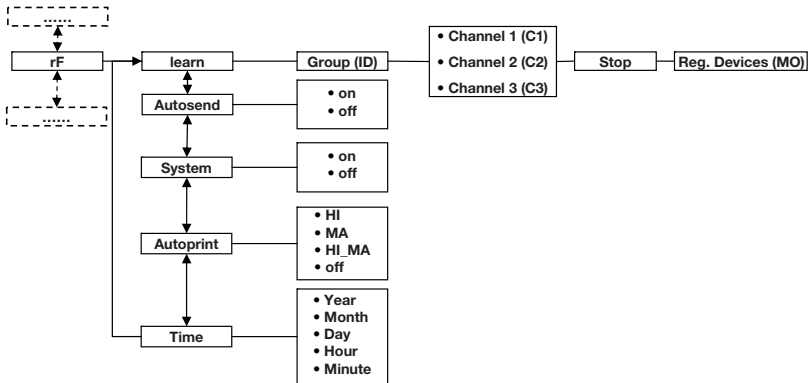 ......
rF
......
learn
Group (ID)
• Channel 1 (C1)
• Channel 2 (C2)
• Channel 3 (C3)
Stop
Reg. Devices (MO)
Autosend
• on
• off
System
• on
• off
Autoprint
• HI
• MA
• HI_MA
• off
Time
• Year
• Month
• Day
• Hour
• Minute